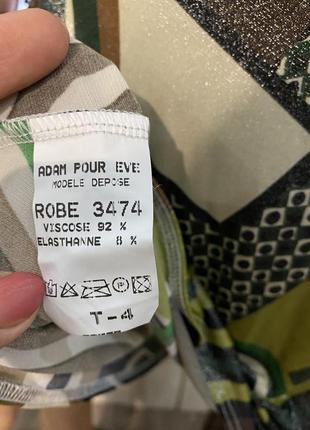 ADAM POUR EVE
MODELE DEPOSE
ROBE 3474
VISCOSE 92 %
ELASTHANNE 8 %
T-4